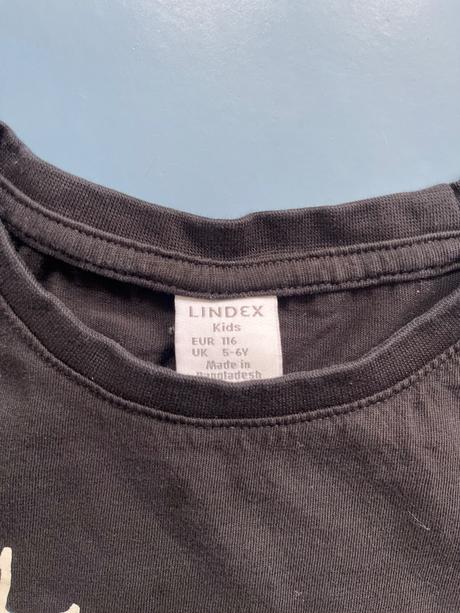 LINDEX
Kids
EUR 116
UK 5-6Y
Made in
Bangladesh